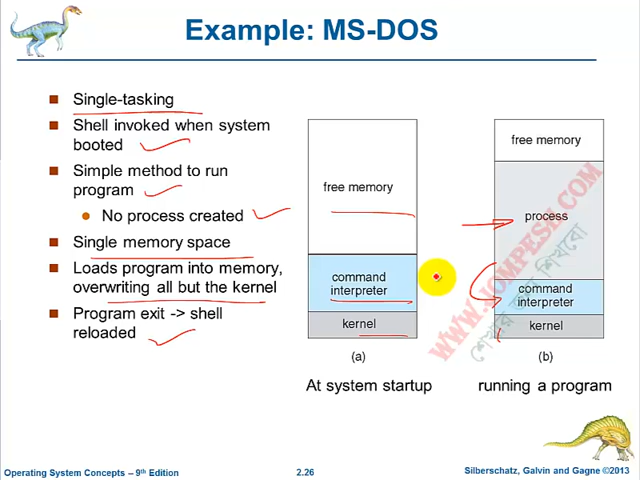 Example: MS-DOS
Single-tasking
Shell invoked when system
booted
Simple method to run
program
No process created
Single memory space
Loads program into memory,
overwriting all but the kernel
Program exit -> shell
reloaded
free memory
command
interpreter
kernel
(a)
At system startup
free memory
process
command
interpreter
kernel
(b)
running a program
WWW.YOMPESH.COM
শেখার জন্য শিখবো
Operating System Concepts – 9th Edition
2.26
Silberschatz, Galvin and Gagne ©2013